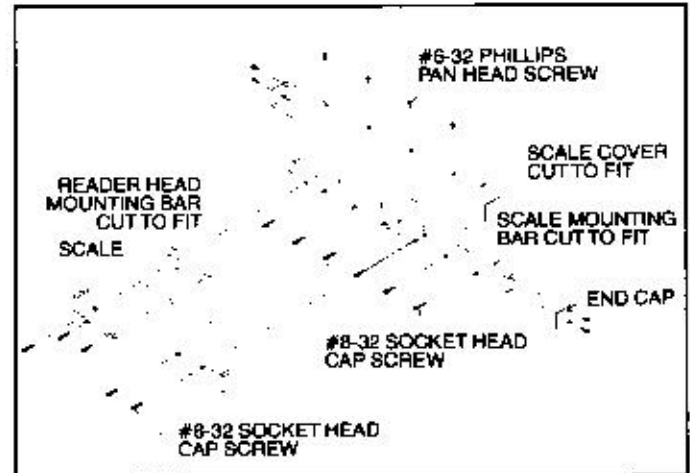 #6-32 PHILLIPS
PAN HEAD SCREW
SCALE COVER
CUT TO FIT
READER HEAD
MOUNTING BAR
CUT TO FIT
SCALE MOUNTING
BAR CUT TO FIT
SCALE
END CAP
#8-32 SOCKET HEAD
CAP SCREW
#6-32 SOCKET HEAD
CAP SCREW